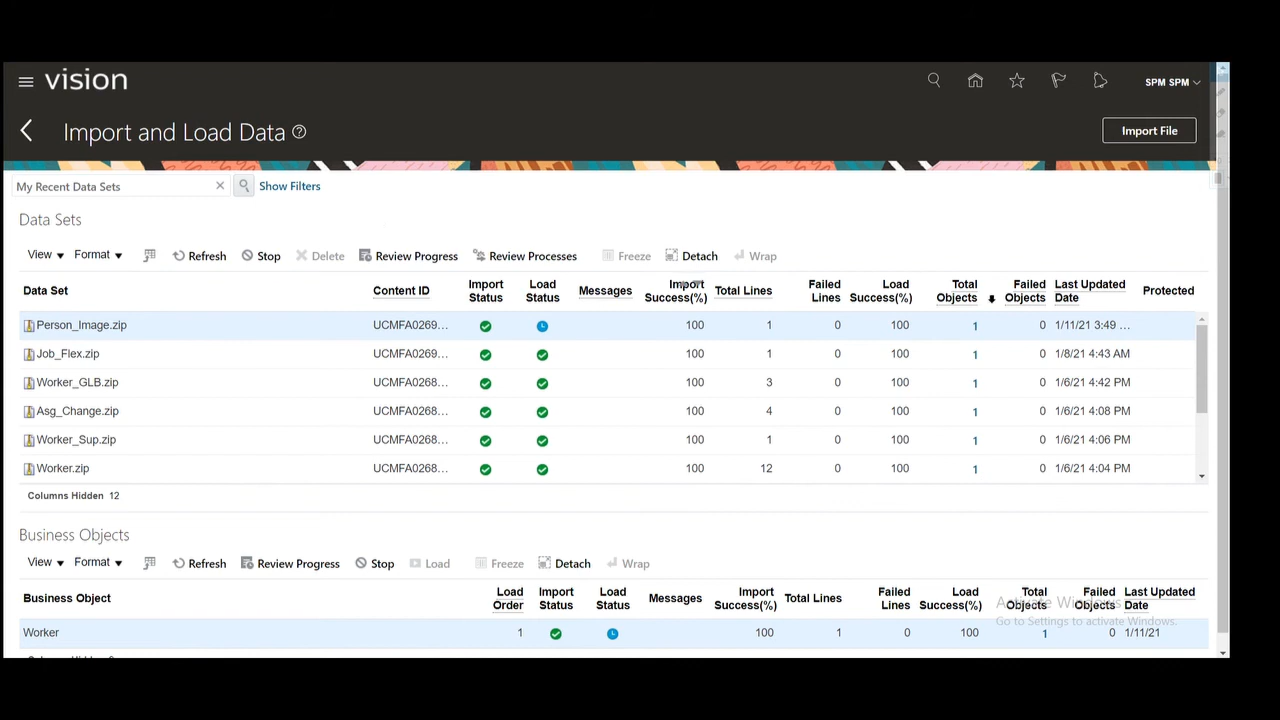 vision
SPM SPM
Import and Load Data
Import File
My Recent Data Sets Show Filters
Data Sets
View Format Refresh Stop Delete Review Progress Review Processes Freeze Detach Wrap
Data Set Content ID Import Status Load Status Messages Import Success(%) Total Lines Failed Lines Load Success(%) Total Objects Failed Objects Last Updated Date Protected
Person_Image.zip UCMFA0269... 100 1 0 100 1 0 1/11/21 3:49 ...
Job_Flex.zip UCMFA0269... 100 1 0 100 1 0 1/8/21 4:43 AM
Worker_GLB.zip UCMFA0268... 100 3 0 100 1 0 1/6/21 4:42 PM
Asg_Change.zip UCMFA0268... 100 4 0 100 1 0 1/6/21 4:08 PM
Worker_Sup.zip UCMFA0268... 100 1 0 100 1 0 1/6/21 4:06 PM
Worker.zip UCMFA0268... 100 12 0 100 1 0 1/6/21 4:04 PM
Columns Hidden 12
Business Objects
View Format Refresh Review Progress Stop Load Freeze Detach Wrap
Business Object Load Order Import Status Load Status Messages Import Success(%) Total Lines Failed Lines Load Success(%) Total Objects Failed Objects Last Updated Date
Activate Windows
Go to Settings to activate Windows.
Worker 1 100 1 0 100 1 0 1/11/21